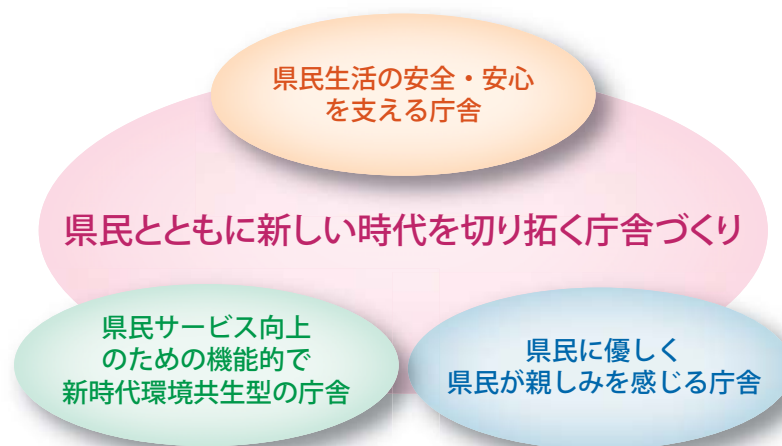 県民生活の安全・安心
を支える庁舎
県民とともに新しい時代を切り拓く庁舎づくり
県民サービス向上
のための機能的で
新時代環境共生型の庁舎
県民に優しく
県民が親しみを感じる庁舎